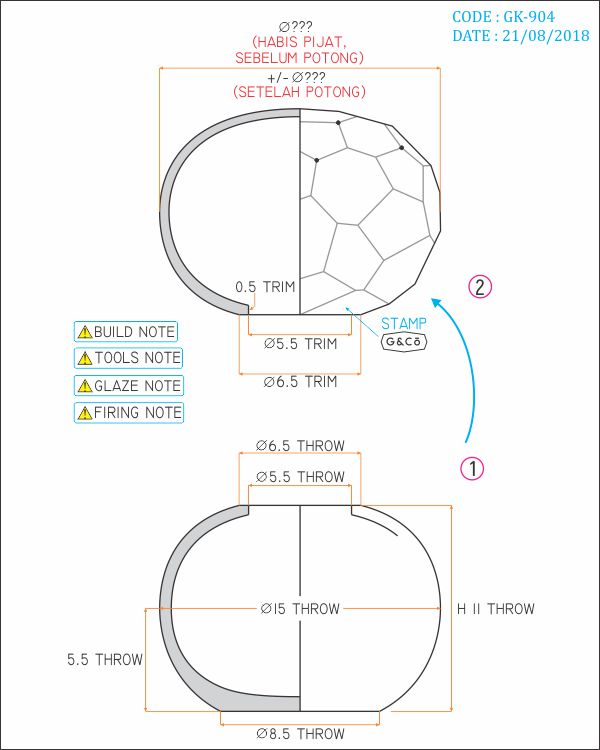 CODE : GK-904
DATE : 21/08/2018
Ø???
(HABIS PIJAT,
SEBELUM POTONG)
+/- Ø???
(SETELAH POTONG)
0.5 TRIM
2
STAMP
G&Co
Ø5.5 TRIM
Ø6.5 TRIM
BUILD NOTE
TOOLS NOTE
GLAZE NOTE
FIRING NOTE
1
Ø6.5 THROW
Ø5.5 THROW
Ø15 THROW
H 11 THROW
5.5 THROW
Ø8.5 THROW